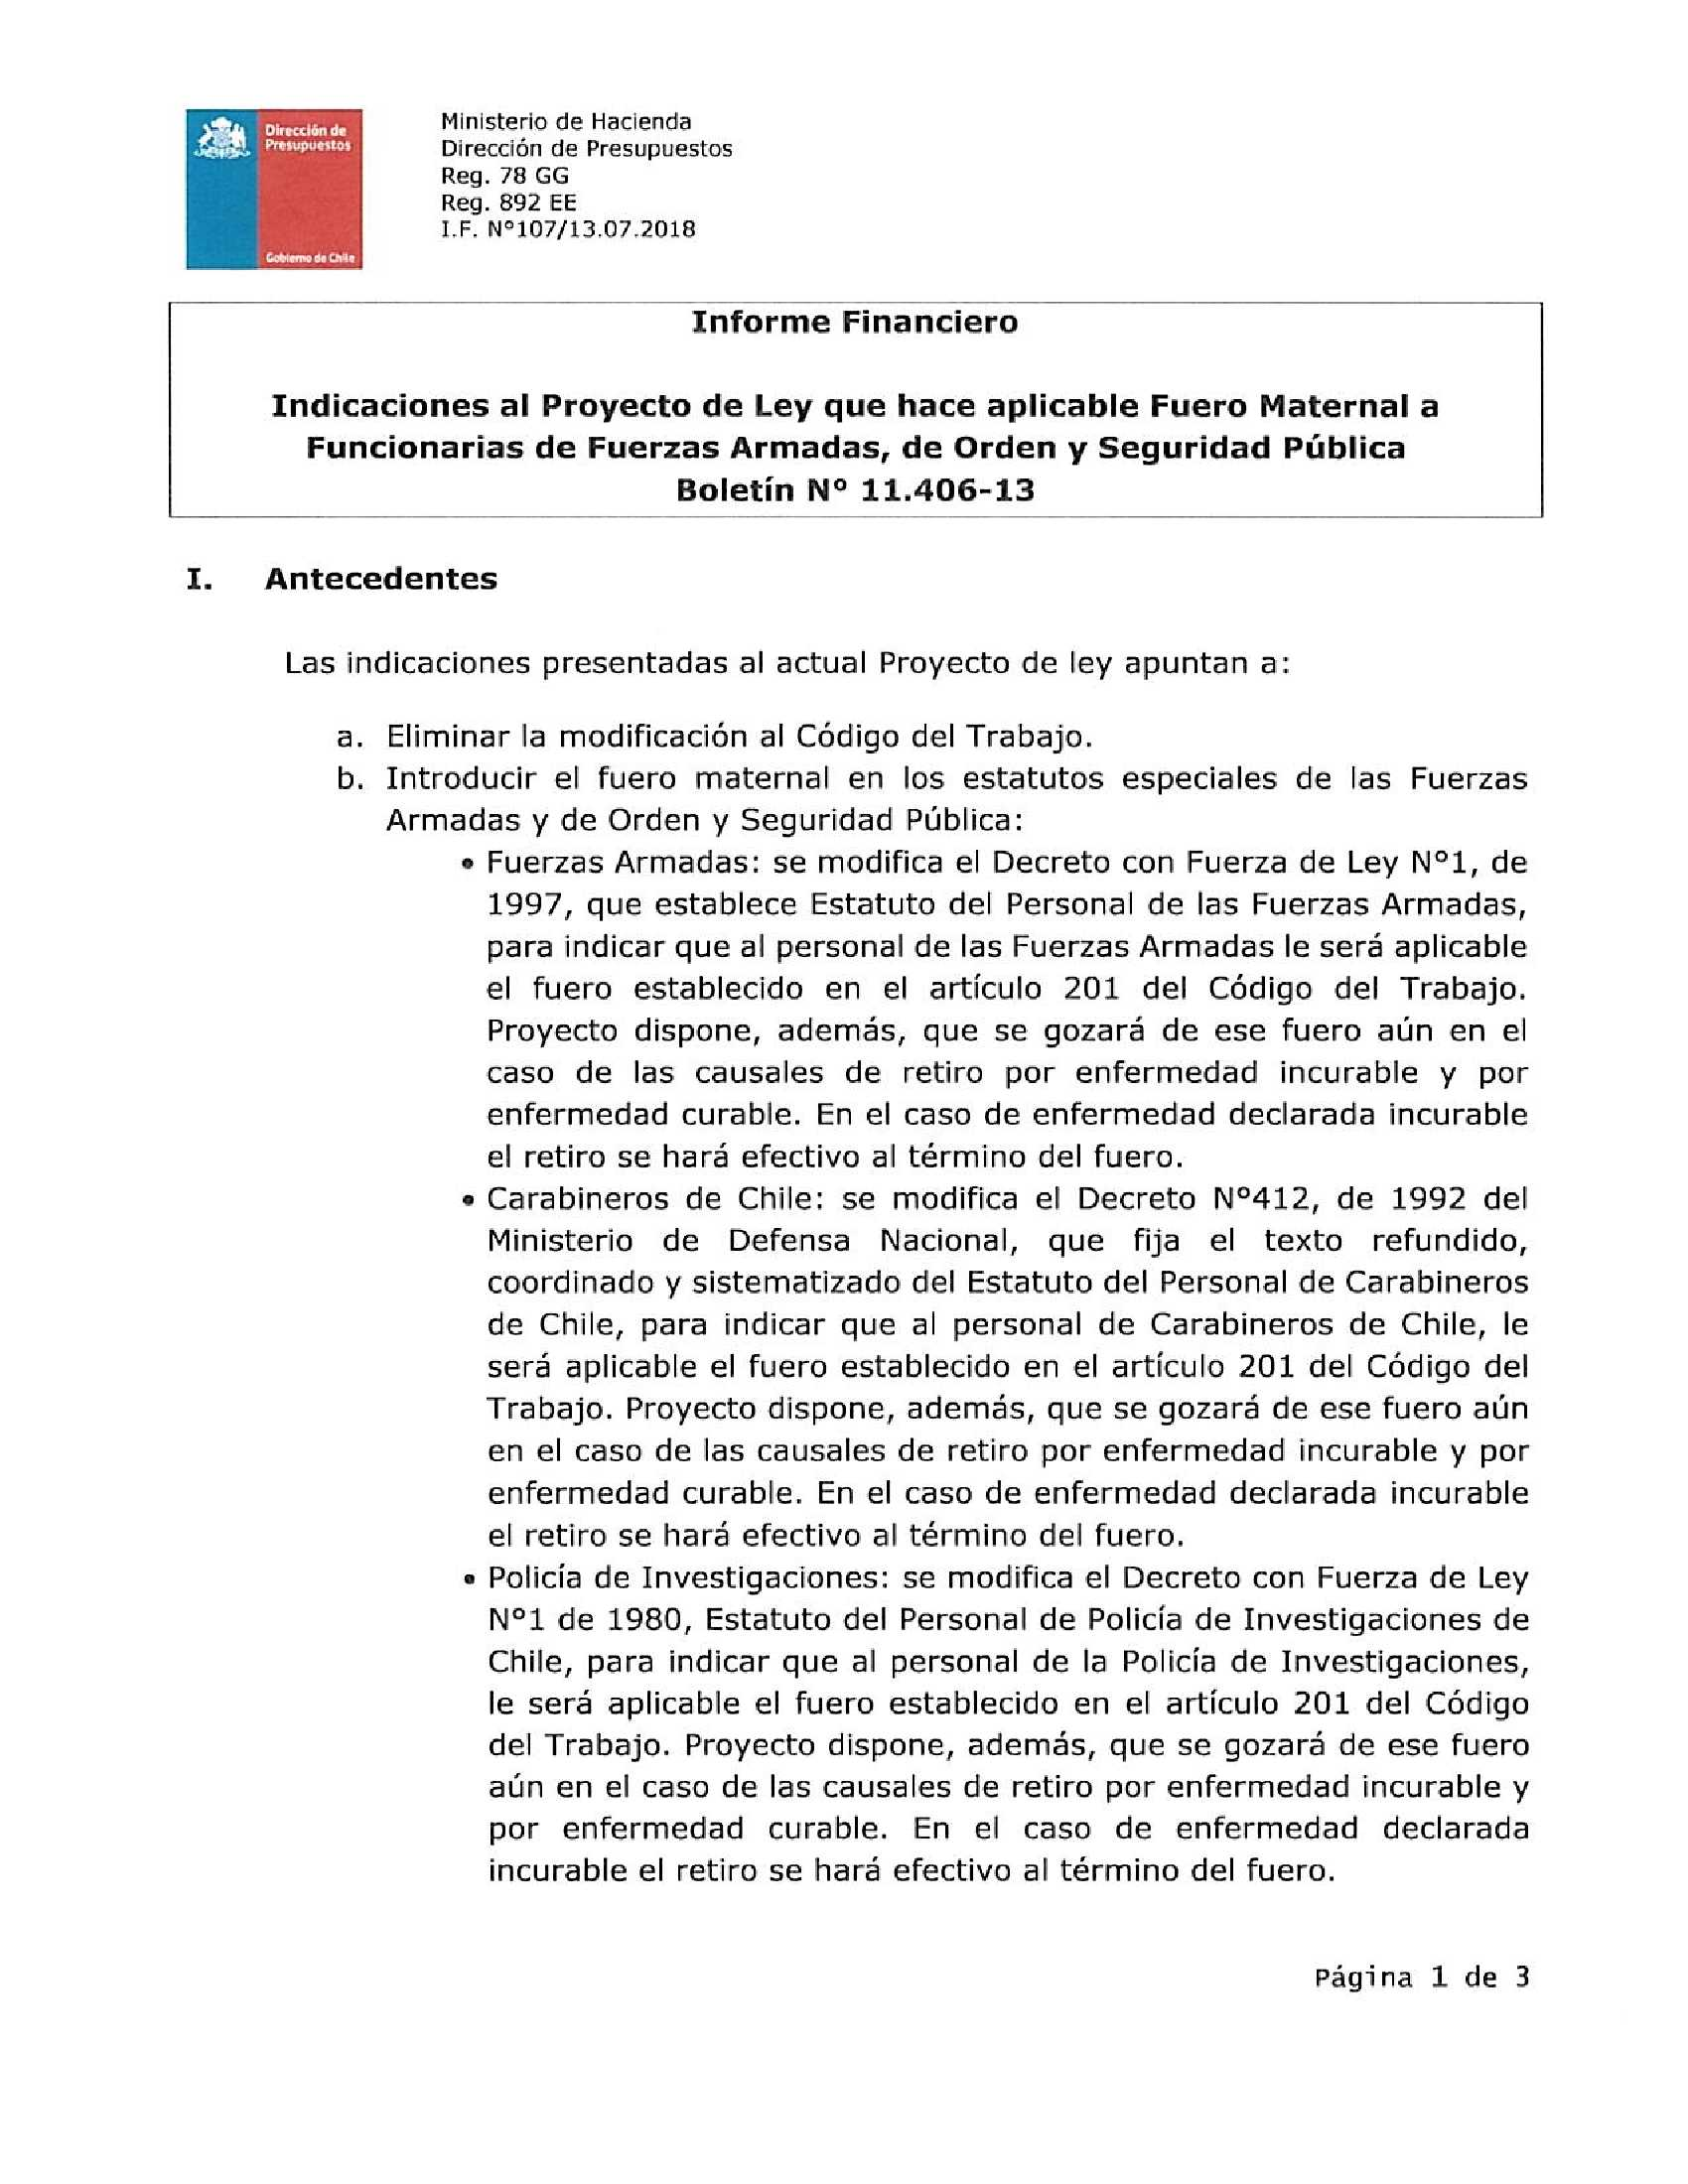 Dirección de
Presupuestos
Gobierno de Chile
Ministerio de Hacienda
Dirección de Presupuestos
Reg. 78 GG
Reg. 892 EE
I.F. N°107/13.07.2018
Informe Financiero
Indicaciones al Proyecto de Ley que hace aplicable Fuero Maternal a
Funcionarias de Fuerzas Armadas, de Orden y Seguridad Pública
Boletín N° 11.406-13
I. Antecedentes
Las indicaciones presentadas al actual Proyecto de ley apuntan a:
a. Eliminar la modificación al Código del Trabajo.
b. Introducir el fuero maternal en los estatutos especiales de las Fuerzas
Armadas y de Orden y Seguridad Pública:
• Fuerzas Armadas: se modifica el Decreto con Fuerza de Ley N°1, de
1997, que establece Estatuto del Personal de las Fuerzas Armadas,
para indicar que al personal de las Fuerzas Armadas le será aplicable
el fuero establecido en el artículo 201 del Código del Trabajo.
Proyecto dispone, además, que se gozará de ese fuero aún en el
caso de las causales de retiro por enfermedad incurable y por
enfermedad curable. En el caso de enfermedad declarada incurable
el retiro se hará efectivo al término del fuero.
• Carabineros de Chile: se modifica el Decreto N°412, de 1992 del
Ministerio de Defensa Nacional, que fija el texto refundido,
coordinado y sistematizado del Estatuto del Personal de Carabineros
de Chile, para indicar que al personal de Carabineros de Chile, le
será aplicable el fuero establecido en el artículo 201 del Código del
Trabajo. Proyecto dispone, además, que se gozará de ese fuero aún
en el caso de las causales de retiro por enfermedad incurable y por
enfermedad curable. En el caso de enfermedad declarada incurable
el retiro se hará efectivo al término del fuero.
• Policía de Investigaciones: se modifica el Decreto con Fuerza de Ley
N°1 de 1980, Estatuto del Personal de Policía de Investigaciones de
Chile, para indicar que al personal de la Policía de Investigaciones,
le será aplicable el fuero establecido en el artículo 201 del Código
del Trabajo. Proyecto dispone, además, que se gozará de ese fuero
aún en el caso de las causales de retiro por enfermedad incurable y
por enfermedad curable. En el caso de enfermedad declarada
incurable el retiro se hará efectivo al término del fuero.
Página 1 de 3